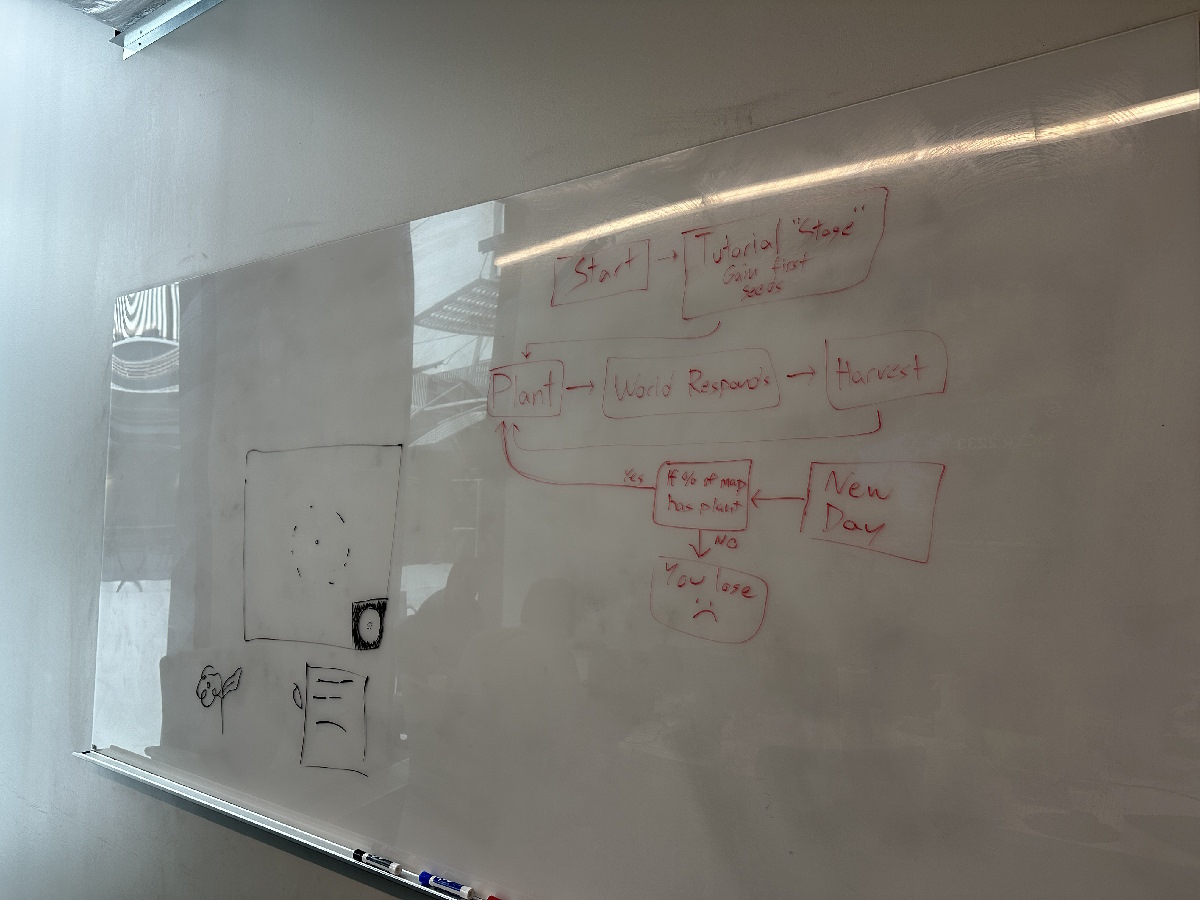 Start
Tutorial "Stage"
Gain first
seeds
Plant
World Responds
Harvest
Yes
If % of map
has plant
New
Day
NO
You lose